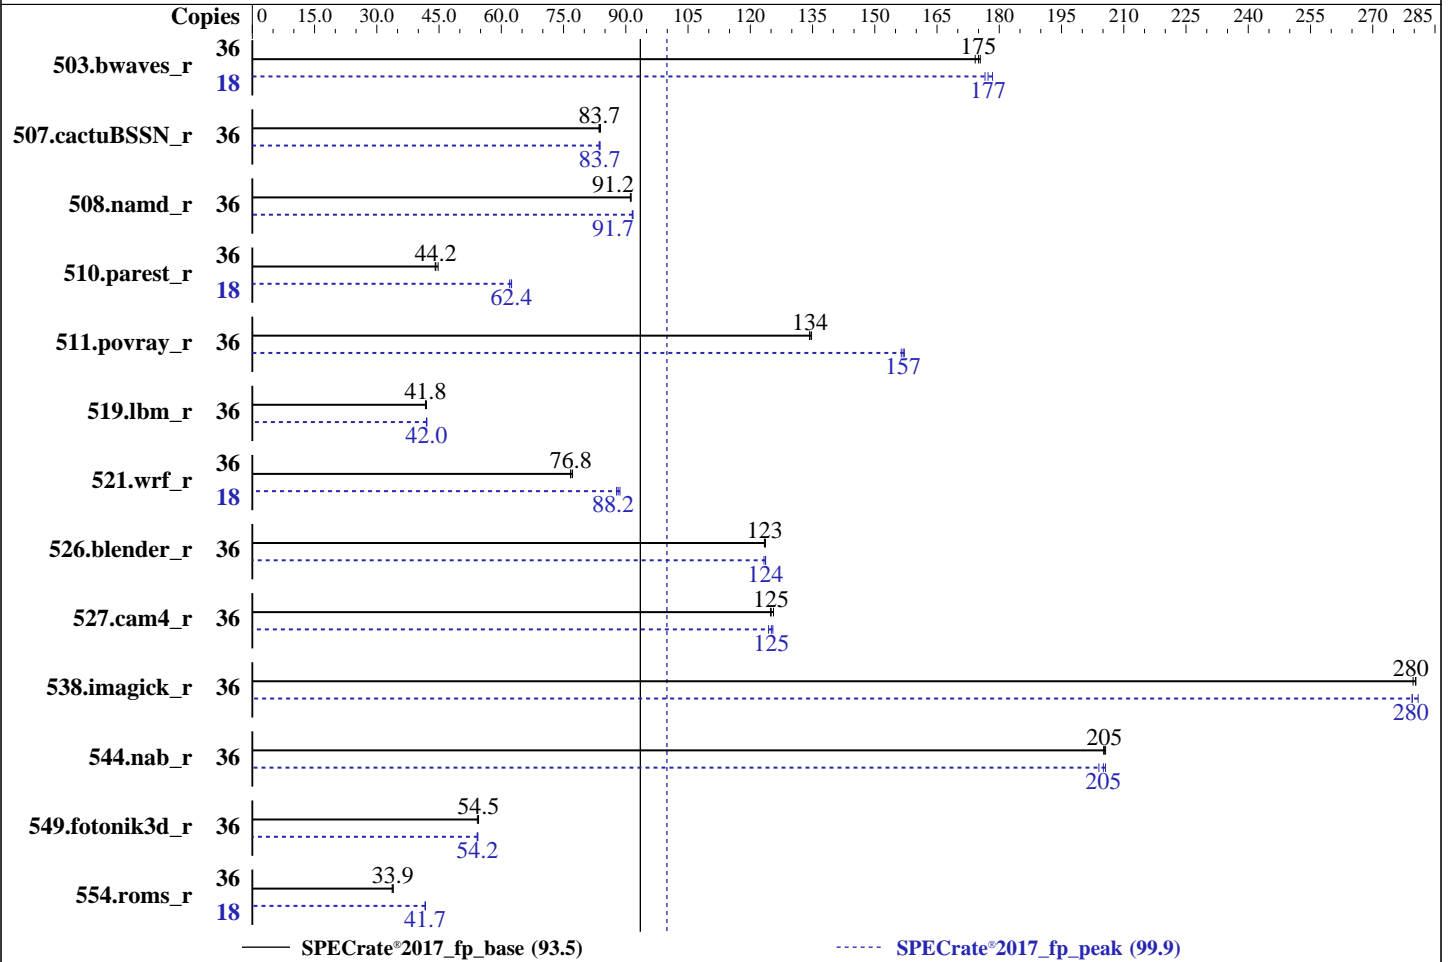 Copies 0 15.0 30.0 45.0 60.0 75.0 90.0 105 120 135 150 165 180 195 210 225 240 255 270 285
503.bwaves_r 36 175
18 177
507.cactuBSSN_r 36 83.7
83.7
508.namd_r 36 91.2
91.7
510.parest_r 36 44.2
18 62.4
511.povray_r 36 134
157
519.lbm_r 36 41.8
42.0
521.wrf_r 36 76.8
18 88.2
526.blender_r 36 123
124
527.cam4_r 36 125
125
538.imagick_r 36 280
280
544.nab_r 36 205
205
549.fotonik3d_r 36 54.5
54.2
554.roms_r 36 33.9
18 41.7
SPECrate®2017_fp_base (93.5) SPECrate®2017_fp_peak (99.9)